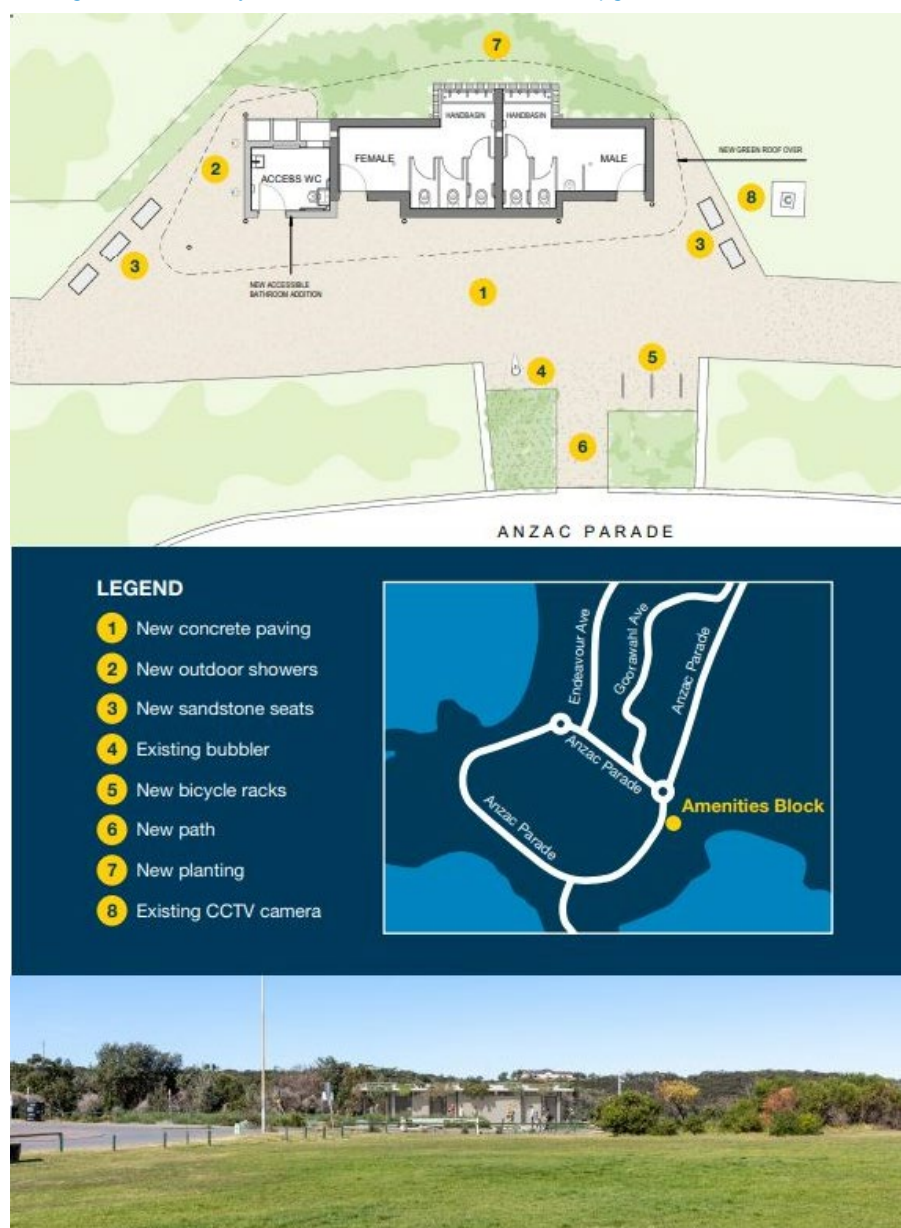 7
HANDBASIN
HANDBASIN
NEW GREEN ROOF OVER
FEMALE
MALE
2
ACCESS WC
8
C
3
3
NEW ACCESSIBLE
BATHROOM ADDITION
1
4
5
6
ANZAC PARADE
LEGEND
1 New concrete paving
2 New outdoor showers
3 New sandstone seats
4 Existing bubbler
5 New bicycle racks
6 New path
7 New planting
8 Existing CCTV camera
Endeavour Ave
Goorawahl Ave
Anzac Parade
Anzac Parade
Anzac Parade
Amenities Block